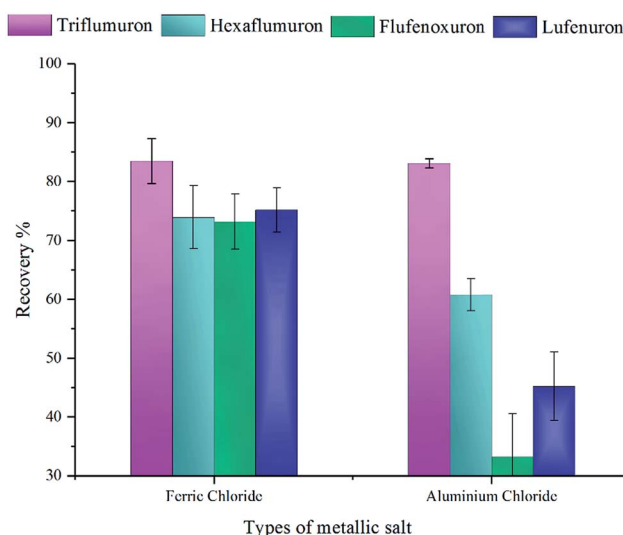 Triflumuron Hexaflumuron Flufenoxuron Lufenuron
100
90
80
70
60
50
40
30
Recovery %
Ferric Chloride Aluminium Chloride
Types of metallic salt